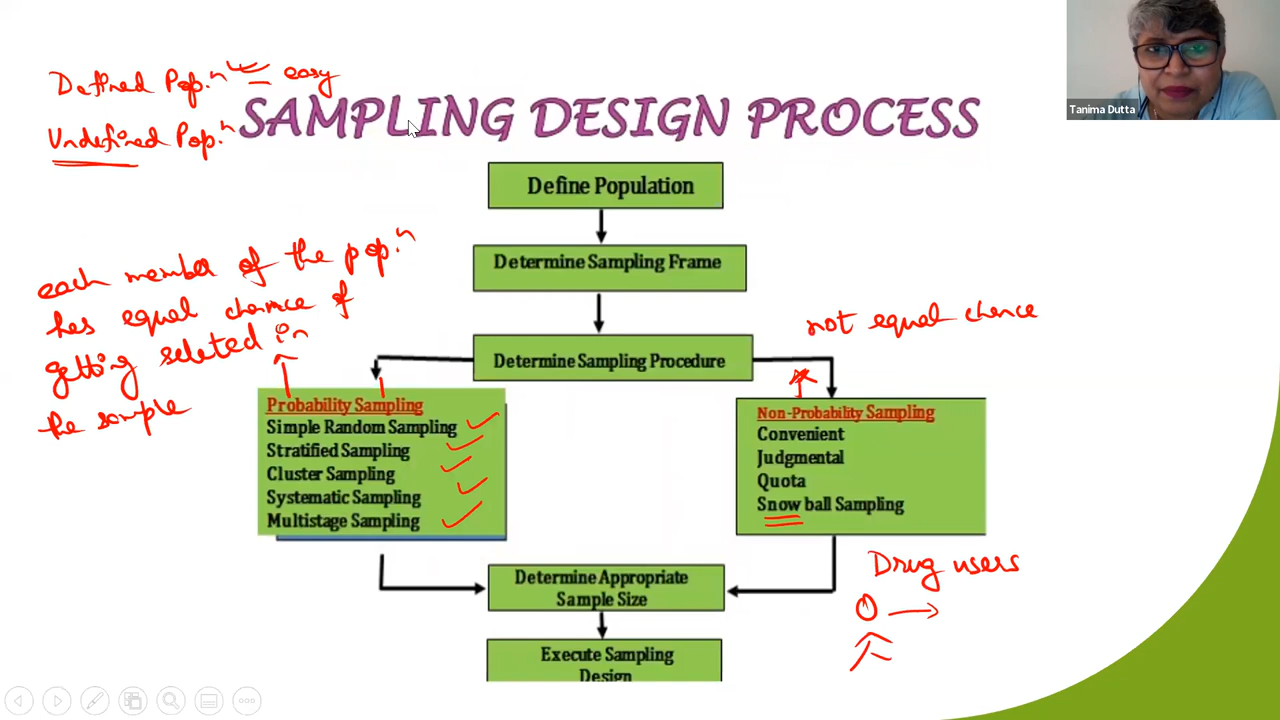 Tanima Dutta
Defined Pop.n = easy
Undefined Pop.n
SAMPLING DESIGN PROCESS
Define Population
Determine Sampling Frame
Determine Sampling Procedure
each member of the pop.n
has equal chance of
getting seleted in
the sample
not equal chance
Probability Sampling
Simple Random Sampling
Stratified Sampling
Cluster Sampling
Systematic Sampling
Multistage Sampling
Non-Probability Sampling
Convenient
Judgmental
Quota
Snow ball Sampling
Drug users
Determine Appropriate
Sample Size
Execute Sampling
Design